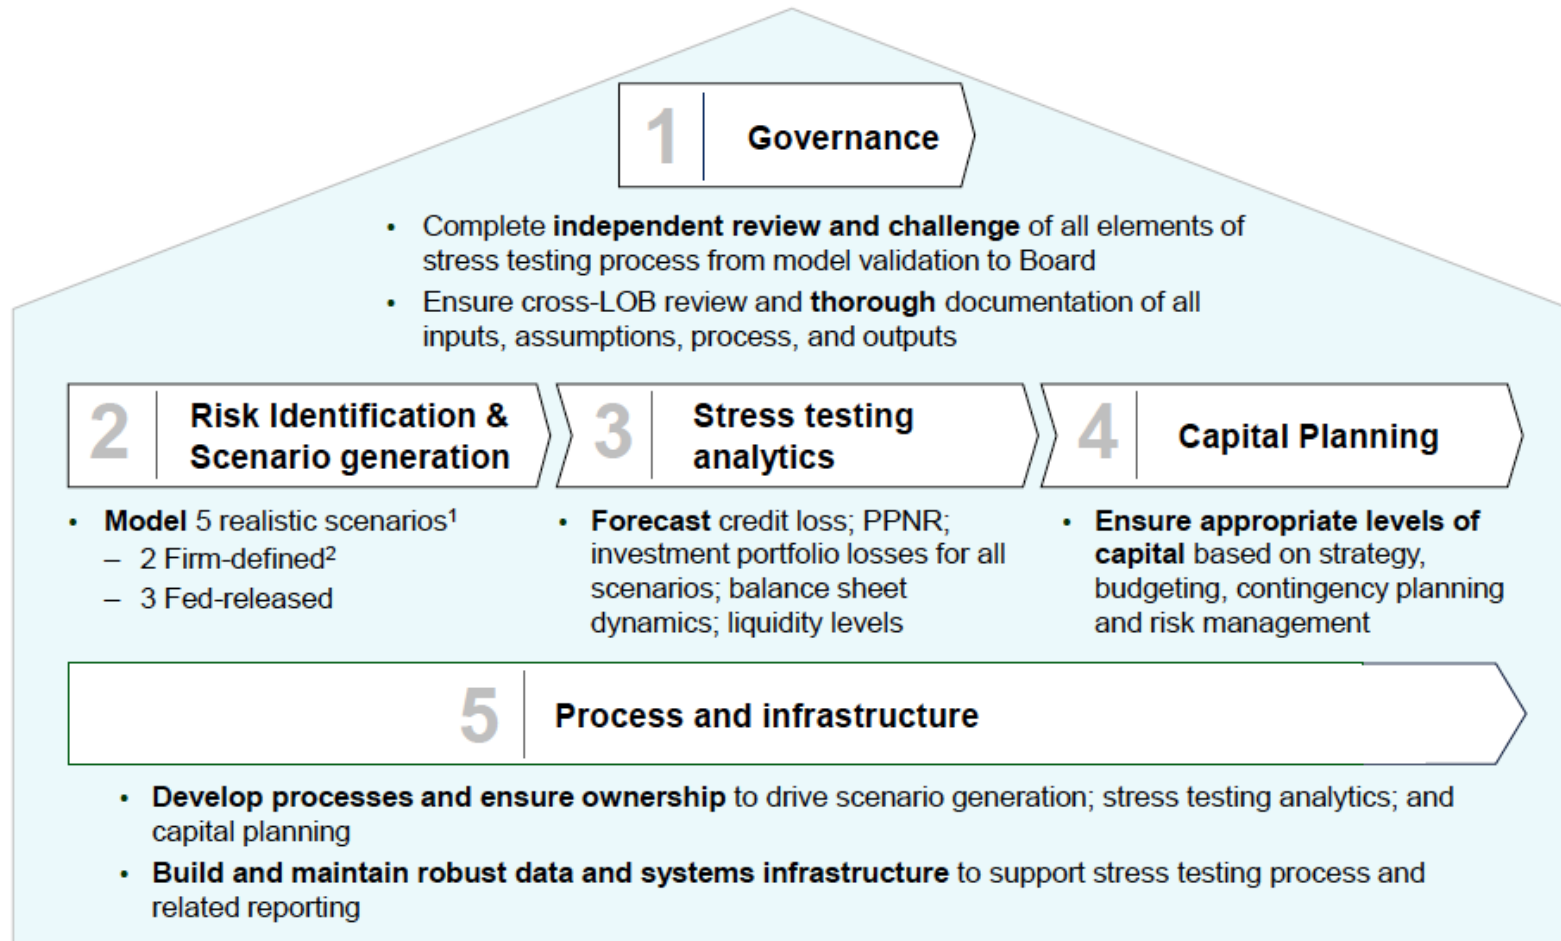 1 Governance
• Complete independent review and challenge of all elements of
stress testing process from model validation to Board
• Ensure cross-LOB review and thorough documentation of all
inputs, assumptions, process, and outputs
2 Risk Identification &
Scenario generation
• Model 5 realistic scenarios¹
– 2 Firm-defined²
– 3 Fed-released
3 Stress testing
analytics
• Forecast credit loss; PPNR;
investment portfolio losses for all
scenarios; balance sheet
dynamics; liquidity levels
4 Capital Planning
• Ensure appropriate levels of
capital based on strategy,
budgeting, contingency planning
and risk management
5 Process and infrastructure
• Develop processes and ensure ownership to drive scenario generation; stress testing analytics; and
capital planning
• Build and maintain robust data and systems infrastructure to support stress testing process and
related reporting